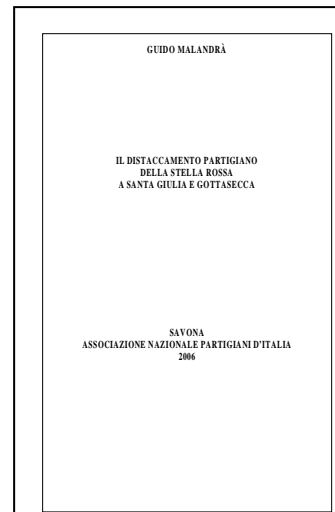 GUIDO MALANDRÀ
IL DISTACCAMENTO PARTIGIANO
DELLA STELLA ROSSA
A SANTA GIULIA E GOTTASECCA
SAVONA
ASSOCIAZIONE NAZIONALE PARTIGIANI D'ITALIA
2006